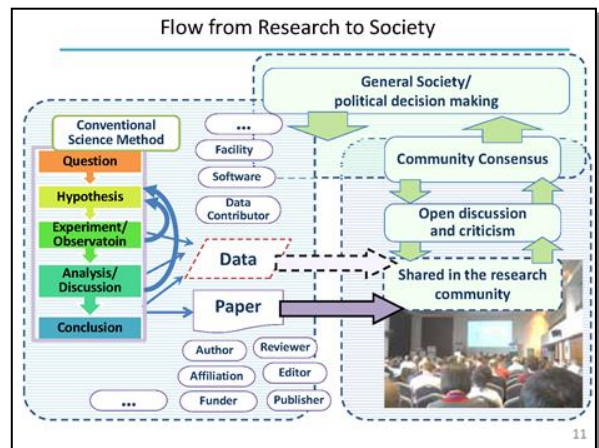 Flow from Research to Society
General Society/
political decision making
Conventional
Science Method
Question
Hypothesis
Experiment/
Observatoin
Analysis/
Discussion
Conclusion
...
Facility
Software
Data
Contributor
Data
Paper
Author
Reviewer
Affiliation
Editor
...
Funder
Publisher
Community Consensus
Open discussion
and criticism
Shared in the research
community
11